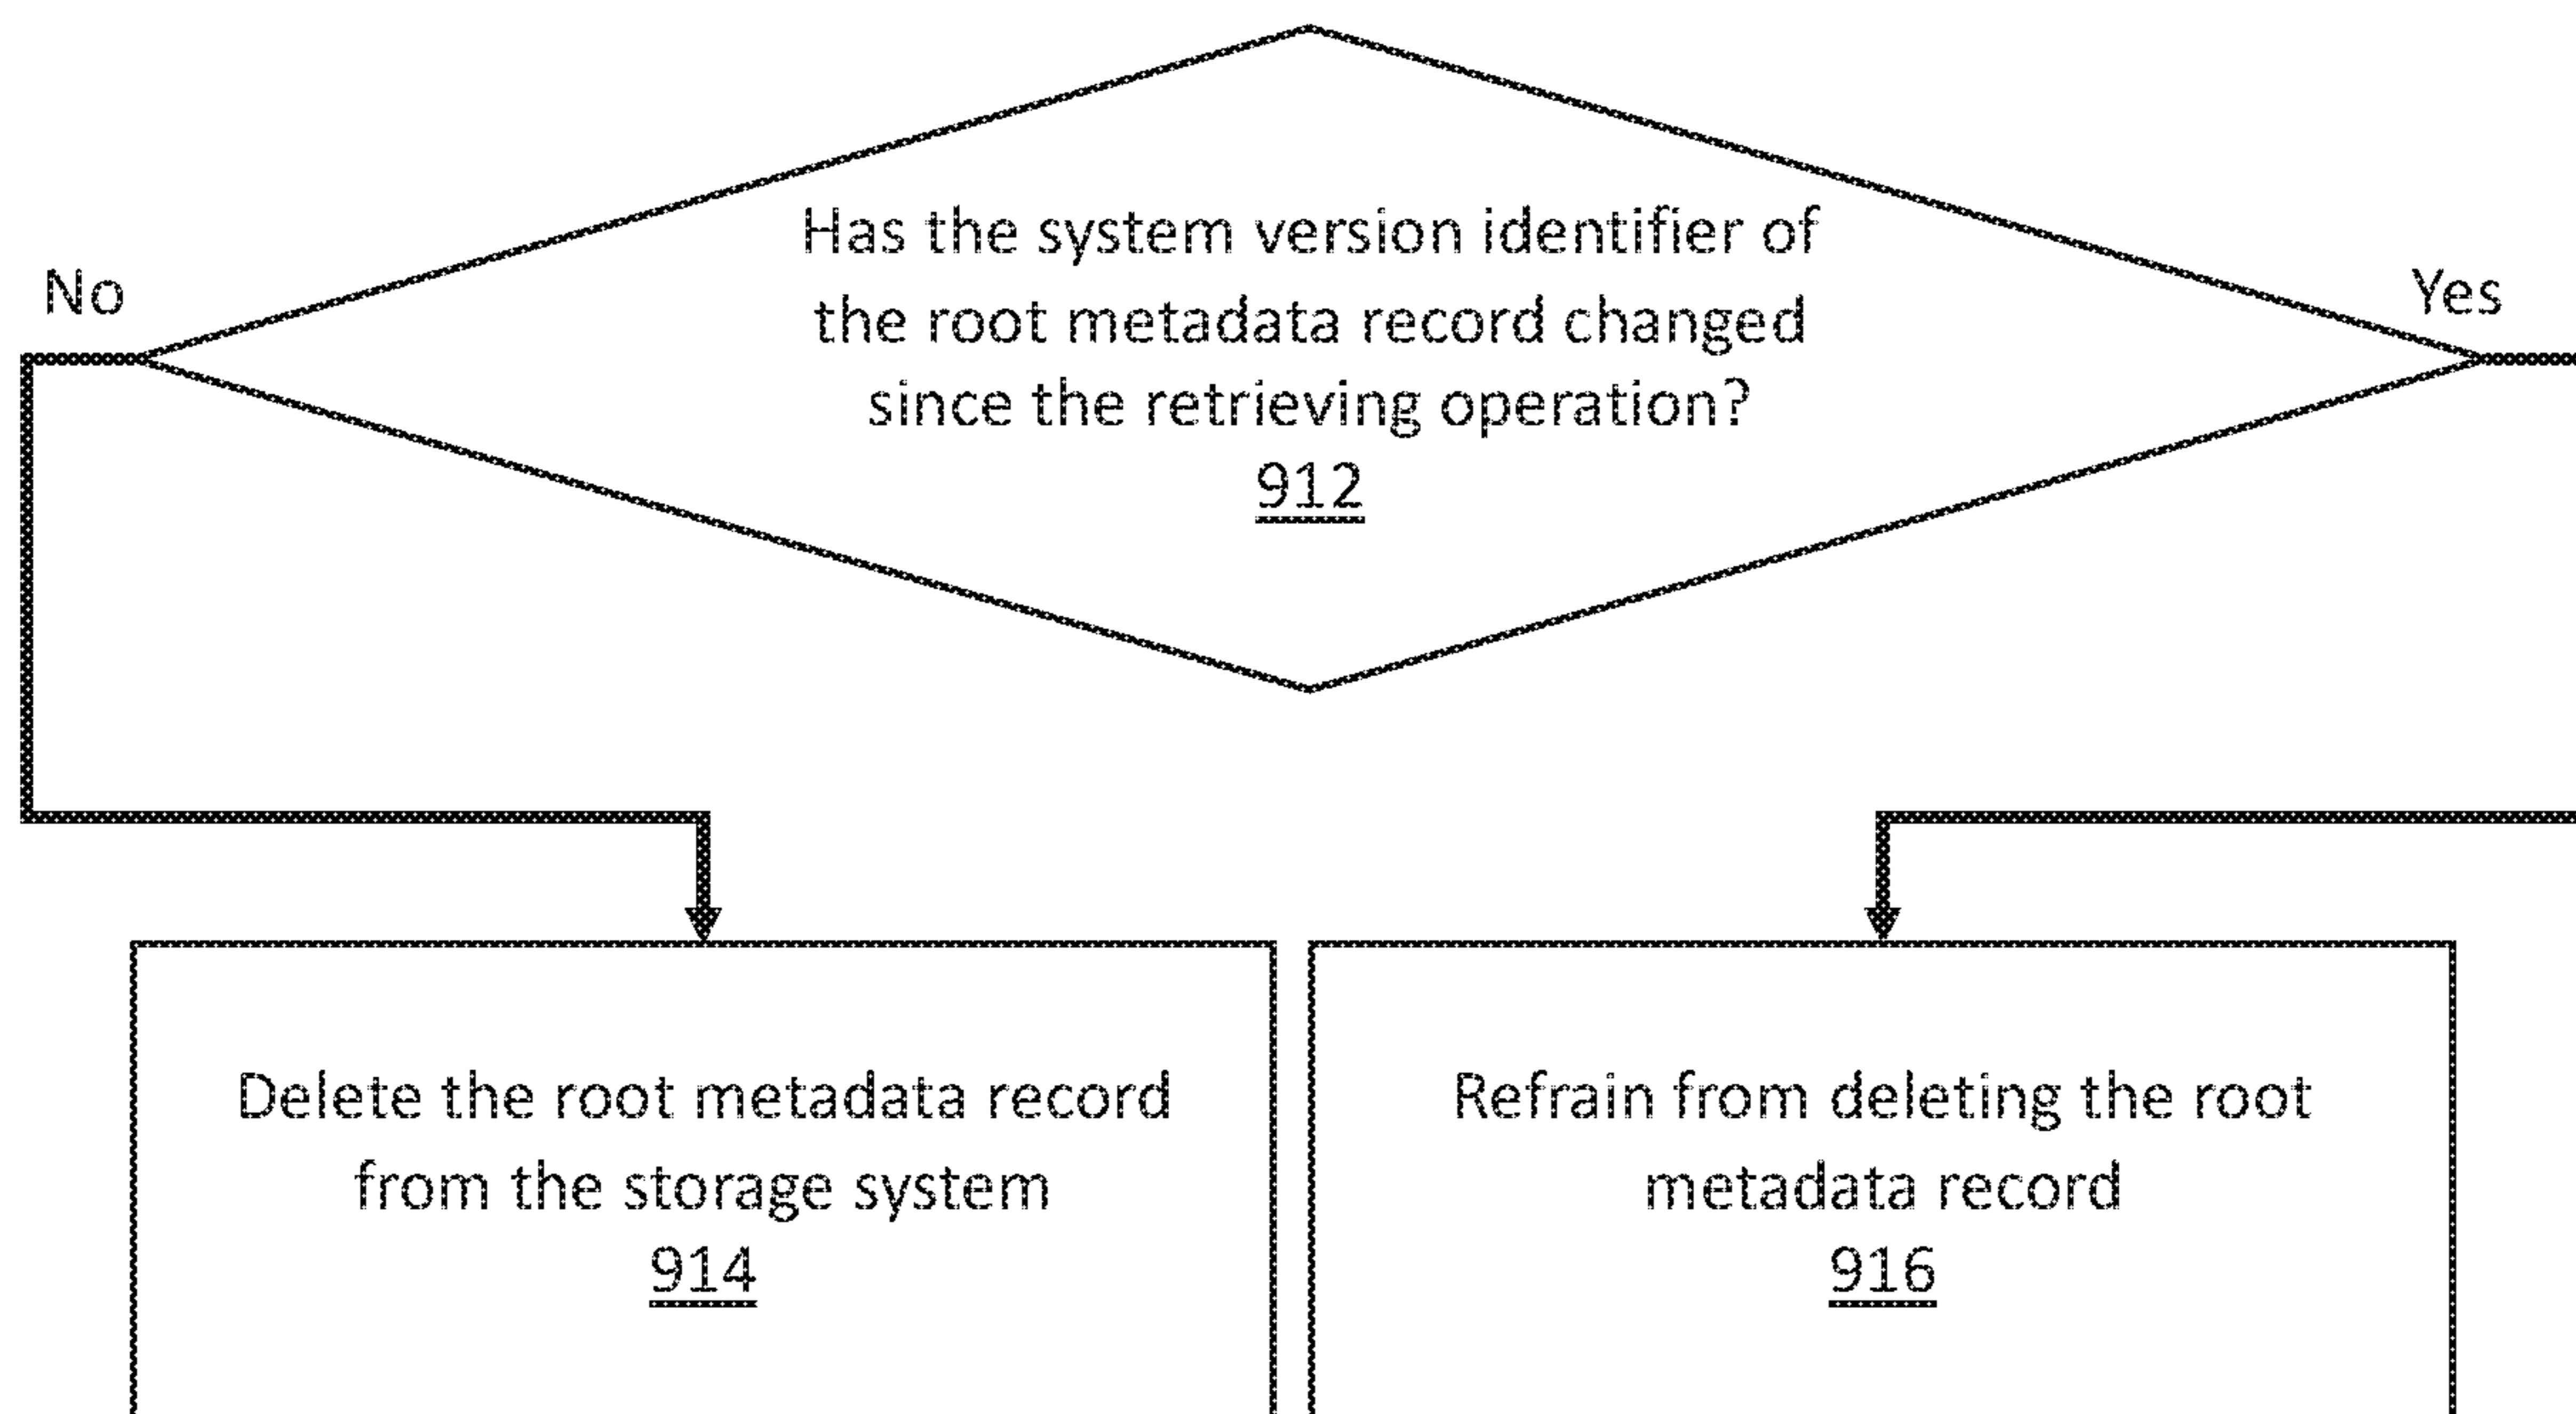 Has the system version identifier of
the root metadata record changed
since the retrieving operation?
912
No
Yes
Delete the root metadata record
from the storage system
914
Refrain from deleting the root
metadata record
916